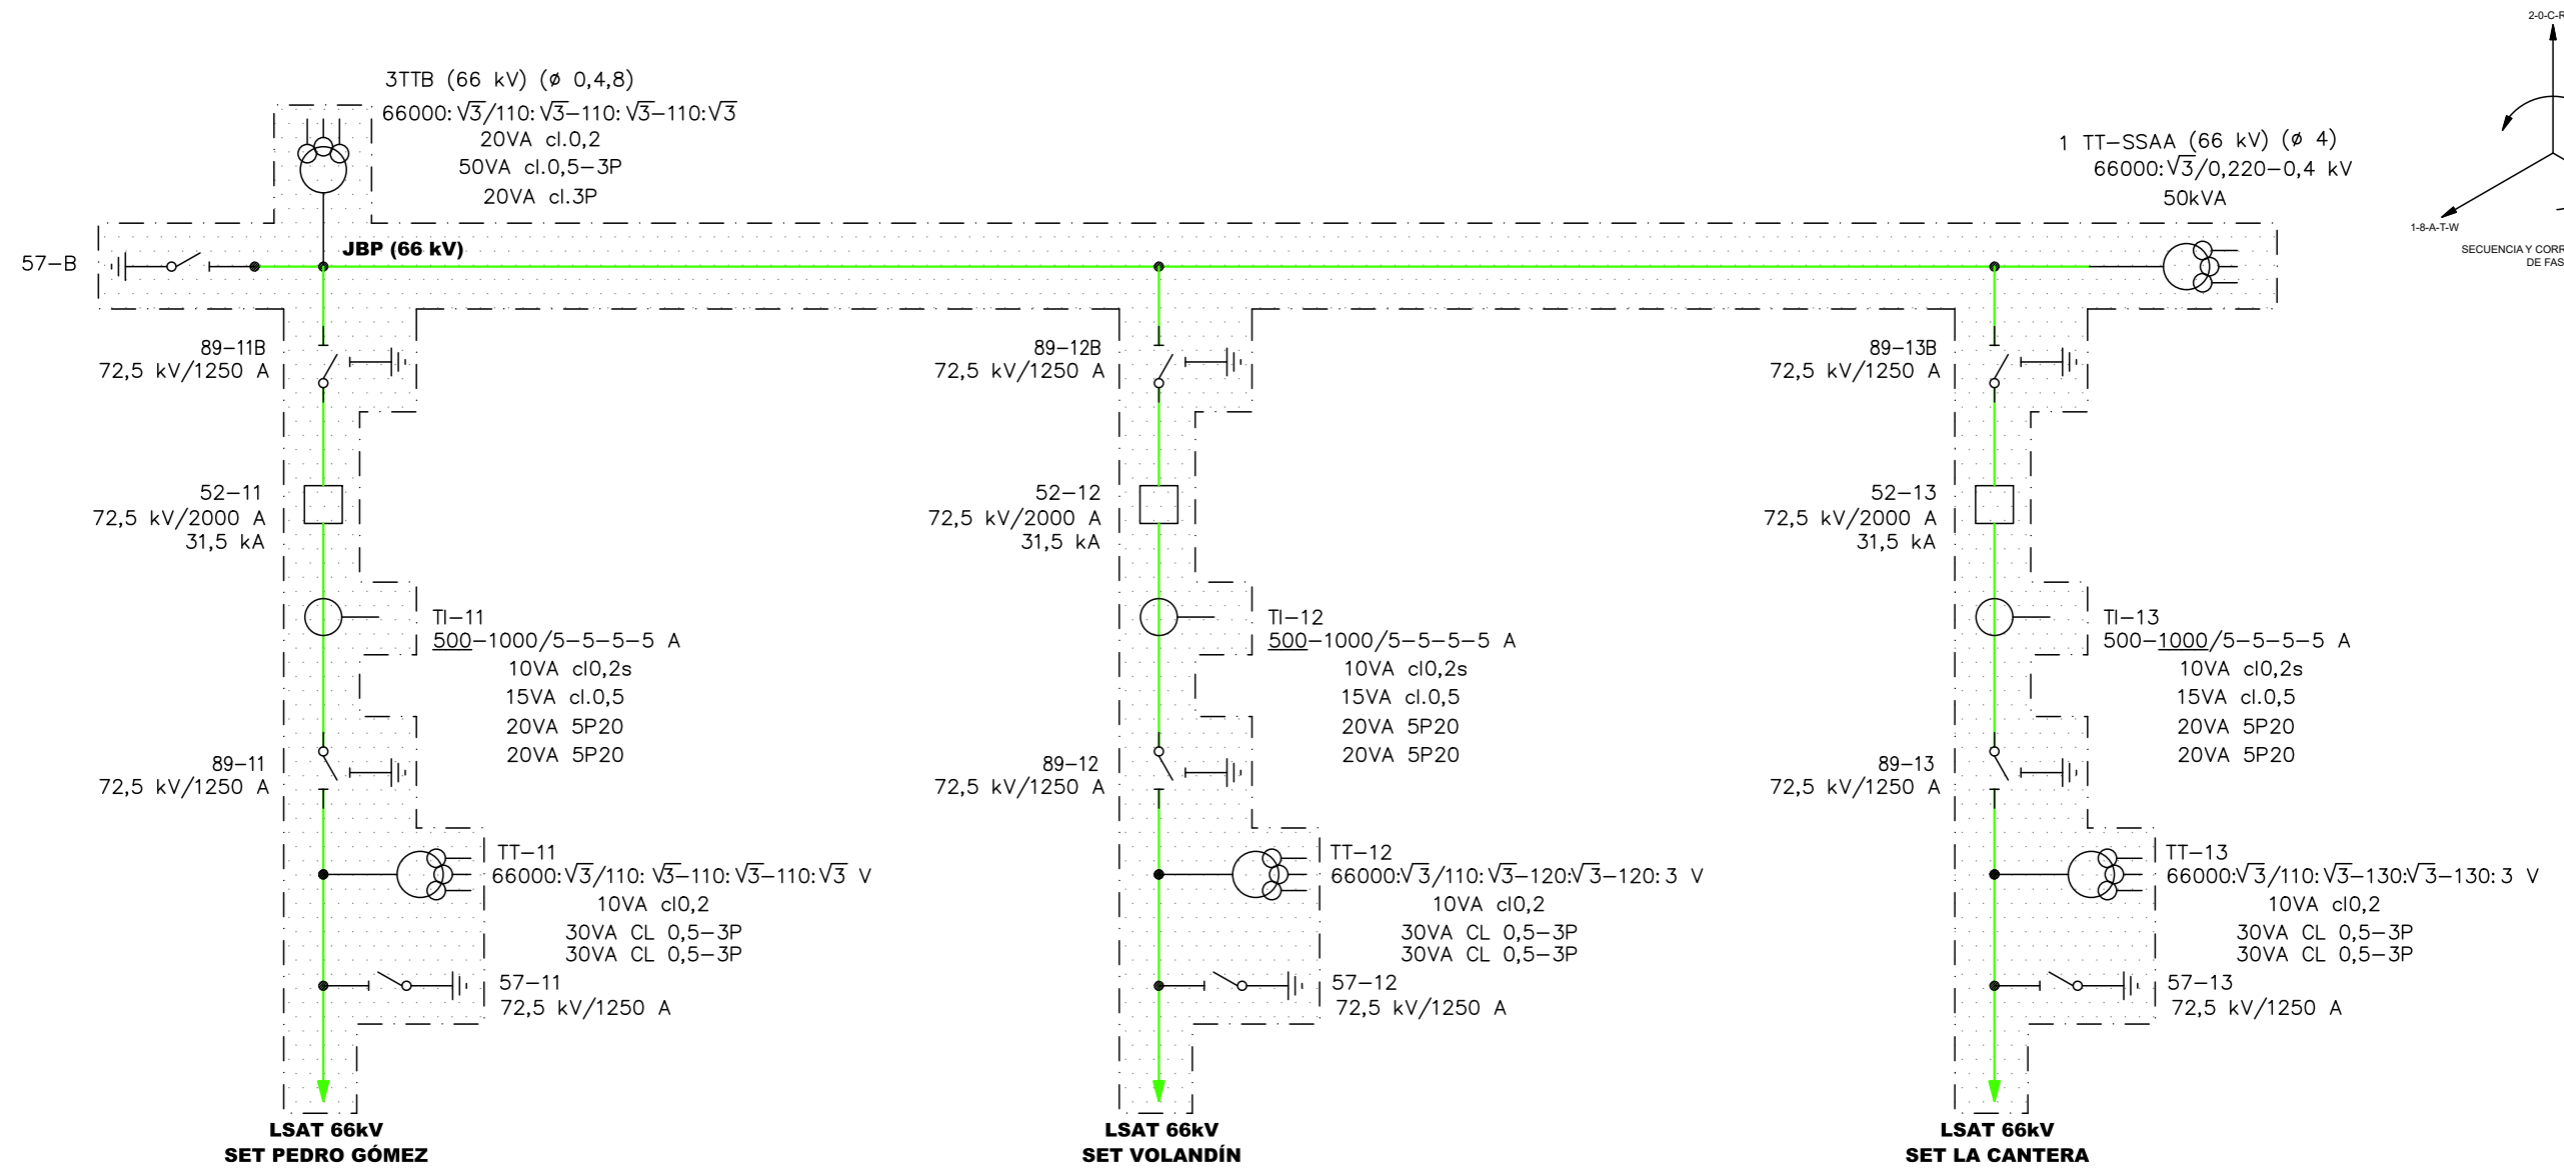 2-0-C-R
3TTB (66 kV) (ø 0,4,8)
66000:√3/110:√3-110:√3-110:√3
20VA cl.0,2
50VA cl.0,5-3P
20VA cl.3P
1 TT-SSAA (66 kV) (ø 4)
66000:√3/0,220-0,4 kV
50kVA
1-8-A-T-W
SECUENCIA Y CORR
DE FAS
57-B
JBP (66 kV)
89-11B
72,5 kV/1250 A
89-12B
72,5 kV/1250 A
89-13B
72,5 kV/1250 A
52-11
72,5 kV/2000 A
31,5 kA
52-12
72,5 kV/2000 A
31,5 kA
52-13
72,5 kV/2000 A
31,5 kA
TI-11
500-1000/5-5-5-5 A
10VA cl0,2s
15VA cl.0,5
20VA 5P20
20VA 5P20
TI-12
500-1000/5-5-5-5 A
10VA cl0,2s
15VA cl.0,5
20VA 5P20
20VA 5P20
TI-13
500-1000/5-5-5-5 A
10VA cl0,2s
15VA cl.0,5
20VA 5P20
20VA 5P20
89-11
72,5 kV/1250 A
89-12
72,5 kV/1250 A
89-13
72,5 kV/1250 A
TT-11
66000:√3/110: √3-110:√3-110:√3 V
10VA cl0,2
30VA CL 0,5-3P
30VA CL 0,5-3P
TT-12
66000:√3/110:√3-120:√3-120:3 V
10VA cl0,2
30VA CL 0,5-3P
30VA CL 0,5-3P
TT-13
66000:√3/110:√3-130:√3-130:3 V
10VA cl0,2
30VA CL 0,5-3P
30VA CL 0,5-3P
57-11
72,5 kV/1250 A
57-12
72,5 kV/1250 A
57-13
72,5 kV/1250 A
LSAT 66kV
SET PEDRO GÓMEZ
LSAT 66kV
SET VOLANDÍN
LSAT 66kV
SET LA CANTERA